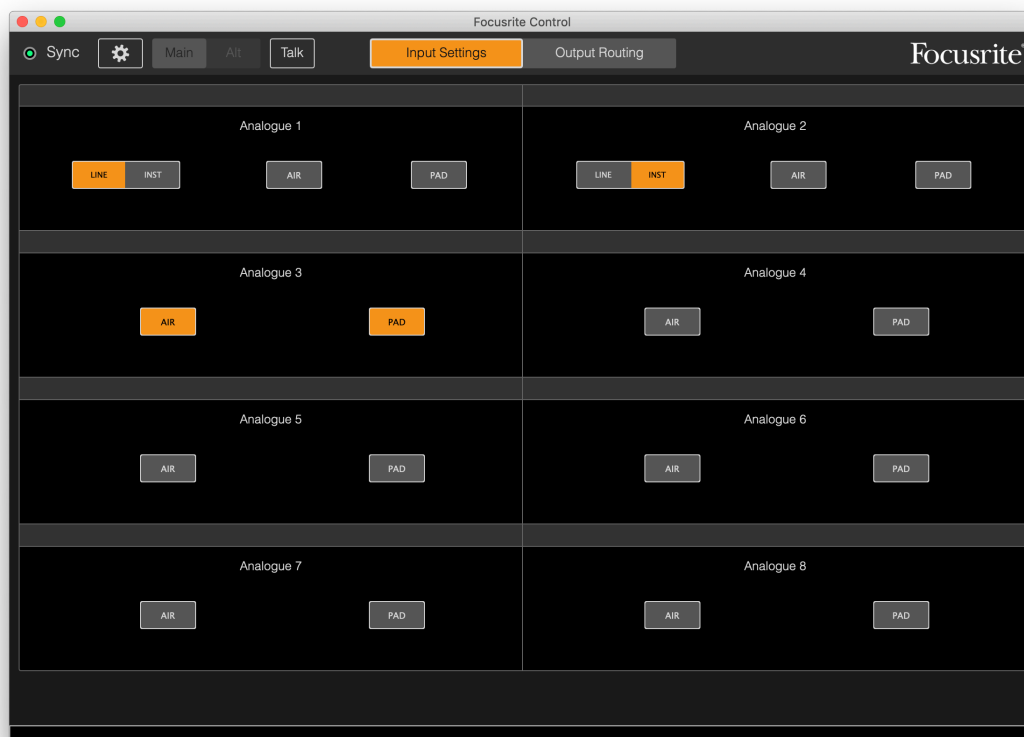 Focusrite Control
Sync Main Alt Talk Input Settings Output Routing Focusrite
Analogue 1 Analogue 2
LINE INST AIR PAD LINE INST AIR PAD
Analogue 3 Analogue 4
AIR PAD AIR PAD
Analogue 5 Analogue 6
AIR PAD AIR PAD
Analogue 7 Analogue 8
AIR PAD AIR PAD